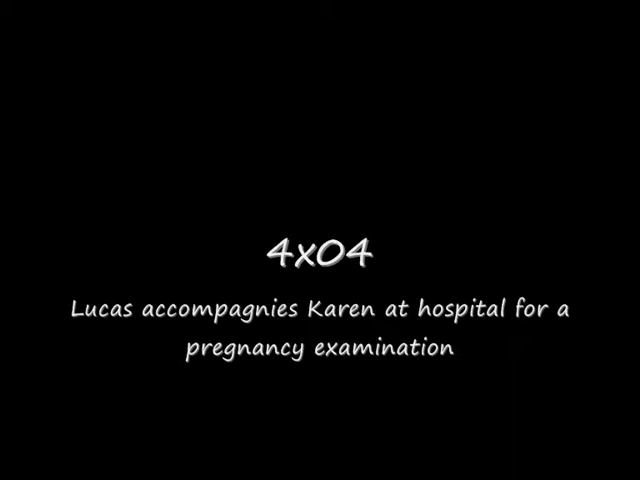 4x04
Lucas accompagnies Karen at hospital for a
pregnancy examination